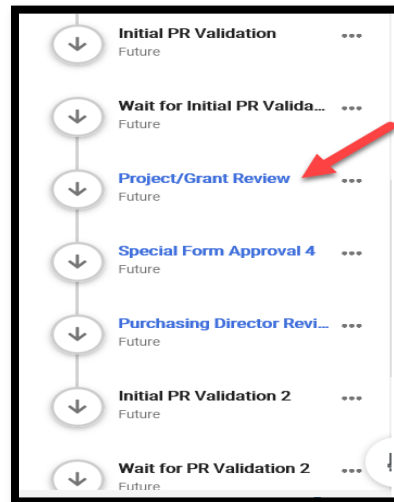 Initial PR Validation
Future
Wait for Initial PR Valida...
Future
Project/Grant Review
Future
Special Form Approval 4
Future
Purchasing Director Revi...
Future
Initial PR Validation 2
Future
Wait for PR Validation 2
Future